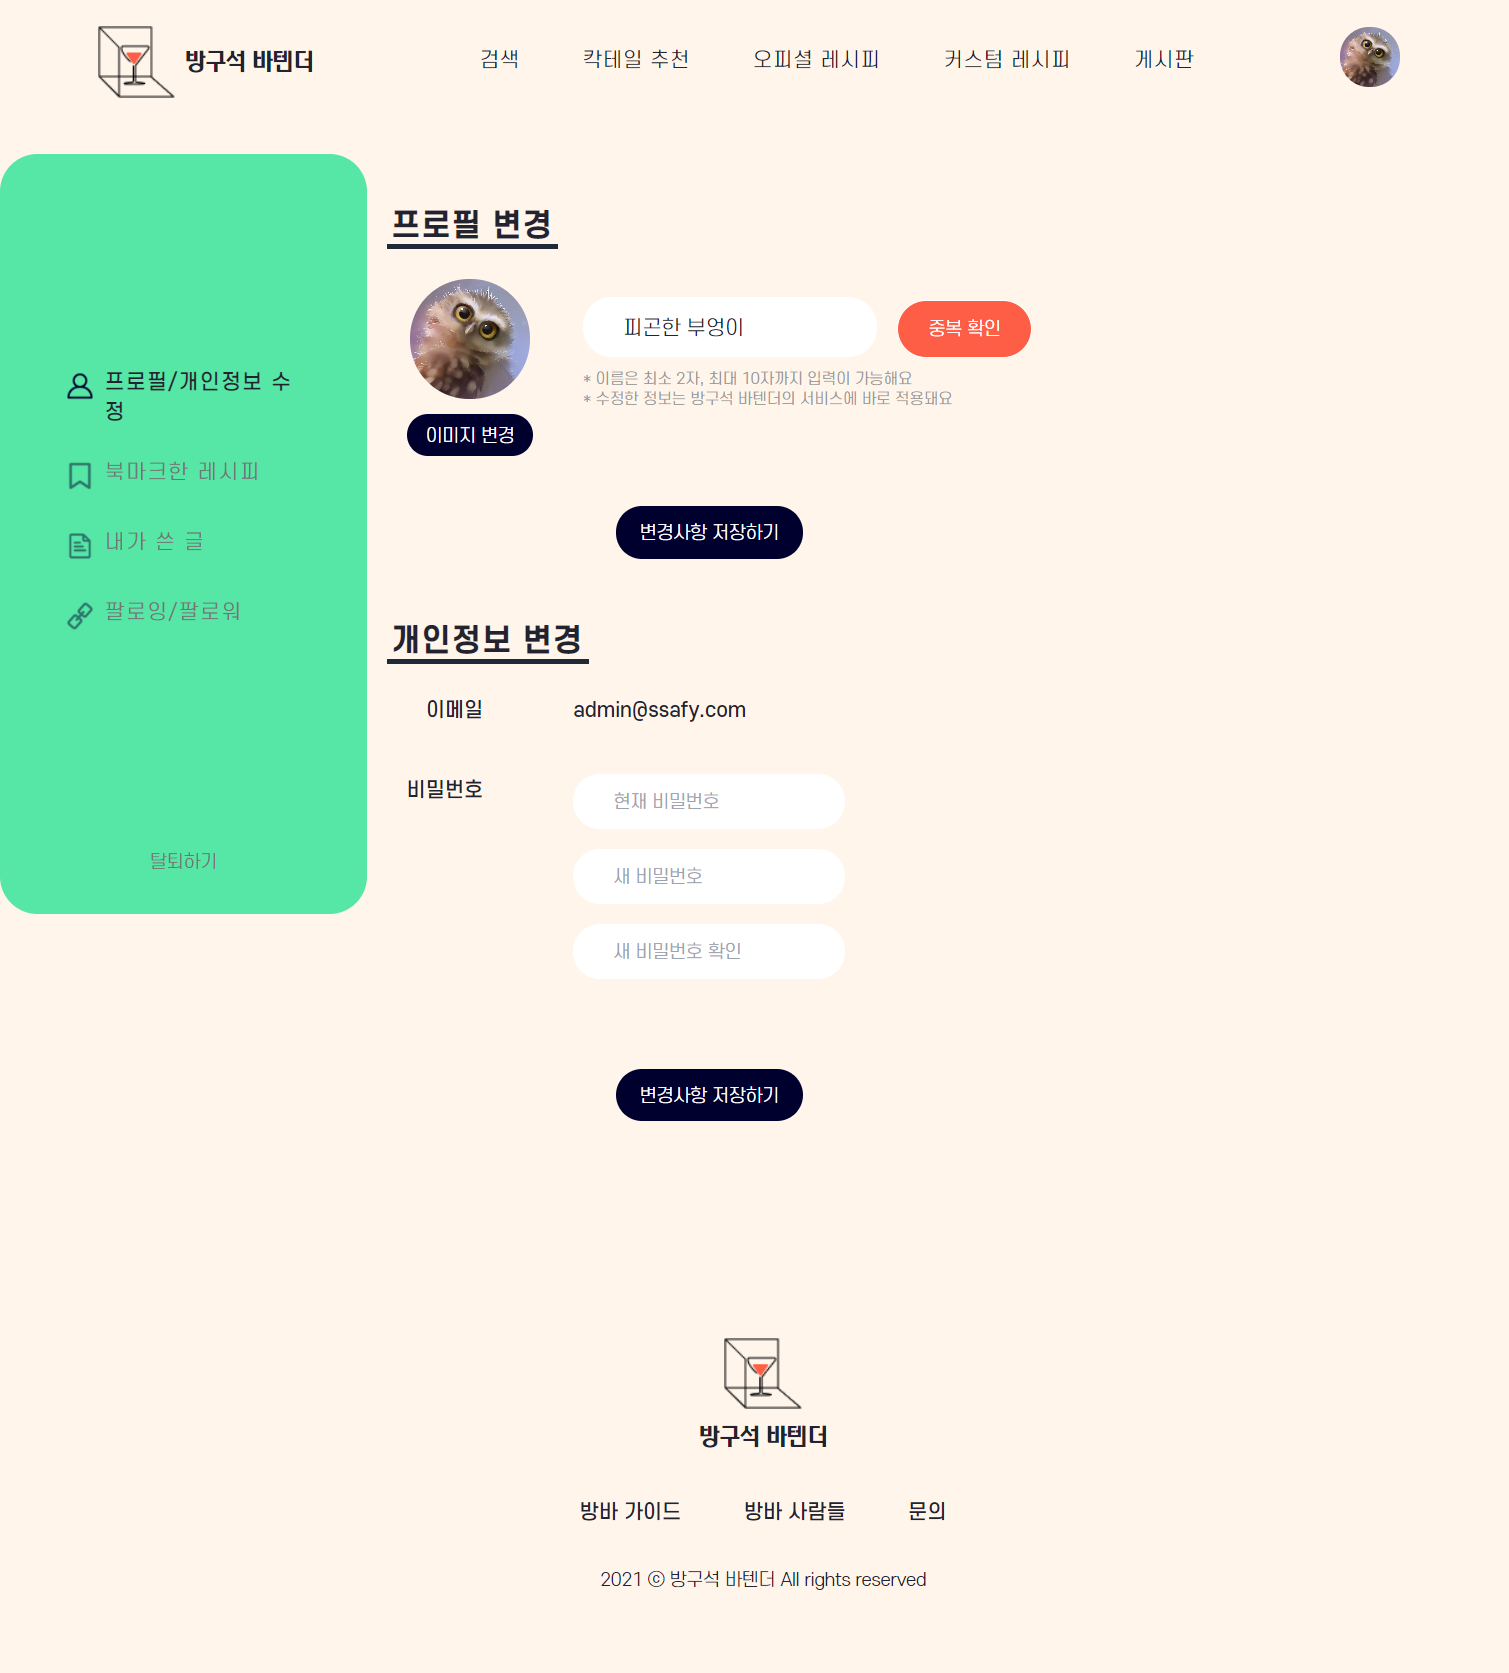 방구석 바텐더
검색
칵테일 추천
오피셜 레시피
커스텀 레시피
게시판
프로필/개인정보 수
정
북마크한 레시피
내가 쓴 글
팔로잉/팔로워
탈퇴하기
프로필 변경
피곤한 부엉이
중복 확인
* 이름은 최소 2자, 최대 10자까지 입력이 가능해요
* 수정한 정보는 방구석 바텐더의 서비스에 바로 적용돼요
이미지 변경
변경사항 저장하기
개인정보 변경
이메일
admin@ssafy.com
비밀번호
현재 비밀번호
새 비밀번호
새 비밀번호 확인
변경사항 저장하기
방구석 바텐더
방바 가이드
방바 사람들
문의
2021 ⓒ 방구석 바텐더 All rights reserved